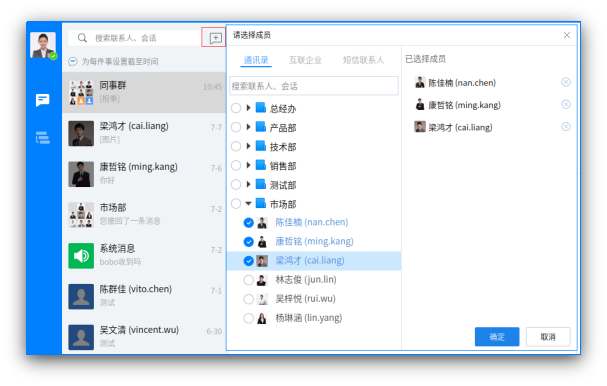 搜索联系人、会话
为每件事设置截至时间
同事群 10:45
[抢单]
梁鸿才 (cai.liang) 7-7
[图片]
康哲铭 (ming.kang) 7-6
你好
市场部 7-2
您撤回了一条消息
系统消息 7-2
bobo收到吗
陈群佳 (vito.chen) 7-1
测试
吴文清 (vincent.wu) 6-30
测试
请选择成员
通讯录 互联企业 短信联系人
搜索联系人、会话
总经办
产品部
技术部
销售部
测试部
市场部
陈佳楠 (nan.chen)
康哲铭 (ming.kang)
梁鸿才 (cai.liang)
林志俊 (jun.lin)
吴梓悦 (rui.wu)
杨琳涵 (lin.yang)
已选择成员
陈佳楠 (nan.chen)
康哲铭 (ming.kang)
梁鸿才 (cai.liang)
确定 取消